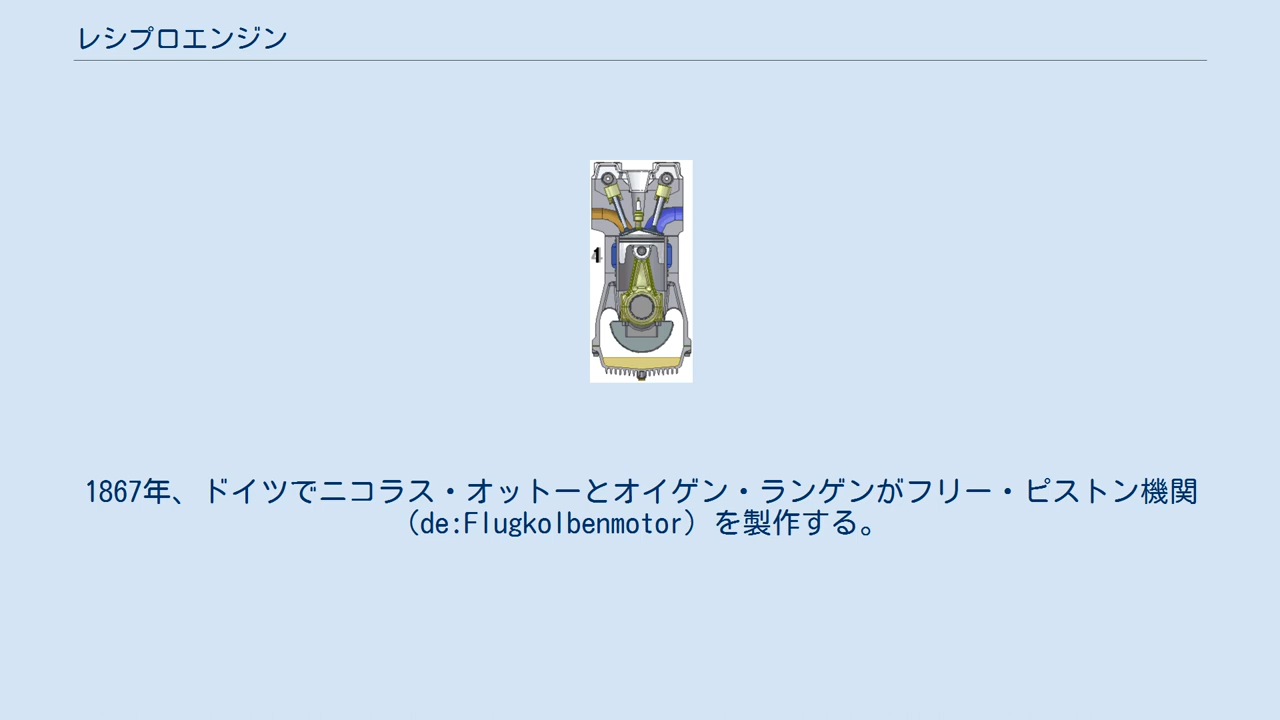 レシプロエンジン
1867年、ドイツでニコラス・オットーとオイゲン・ランゲンがフリー・ピストン機関
（de:Flugkolbenmotor）を製作する。